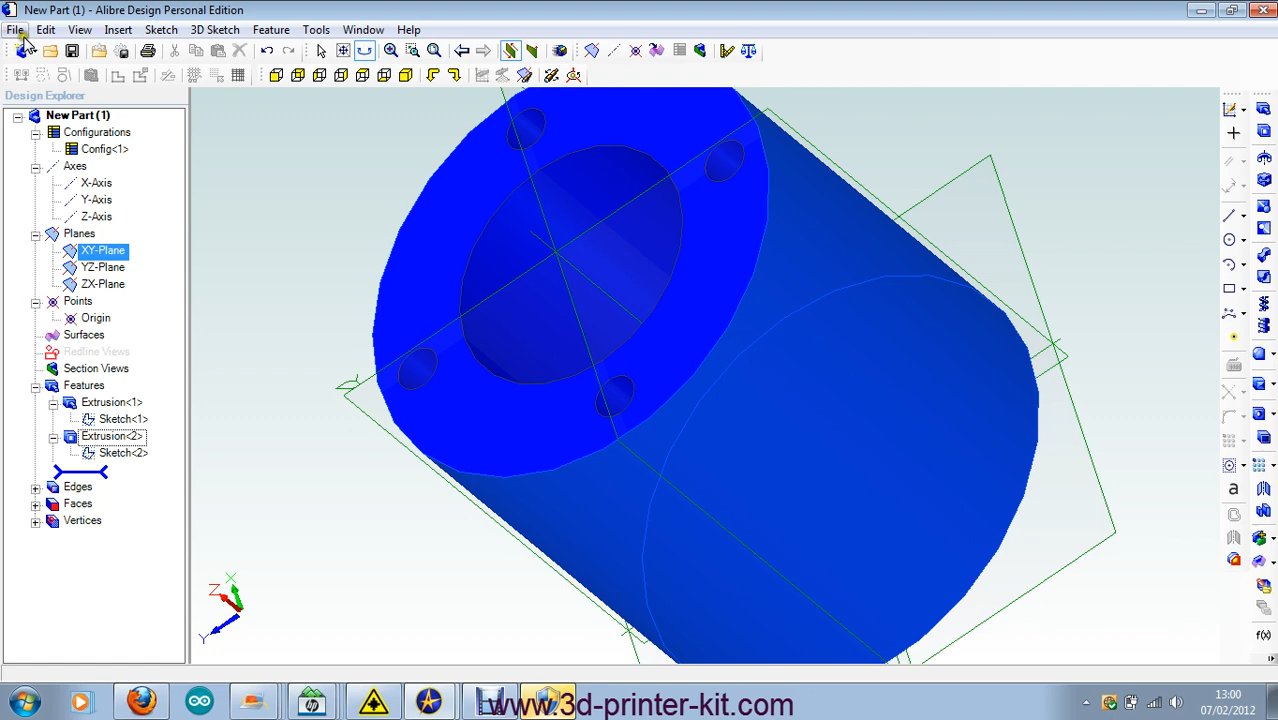 New Part (1) - Alibre Design Personal Edition
File Edit View Insert Sketch 3D Sketch Feature Tools Window Help
Design Explorer
New Part (1)
Configurations
Config<1>
Axes
X-Axis
Y-Axis
Z-Axis
Planes
XY-Plane
YZ-Plane
ZX-Plane
Points
Origin
Surfaces
Redline Views
Section Views
Features
Extrusion<1>
Sketch<1>
Extrusion<2>
Sketch<2>
Edges
Faces
Vertices
X
Z
Y
a
f(x)
hp
www.3d-printer-kit.com
13:00
07/02/2012